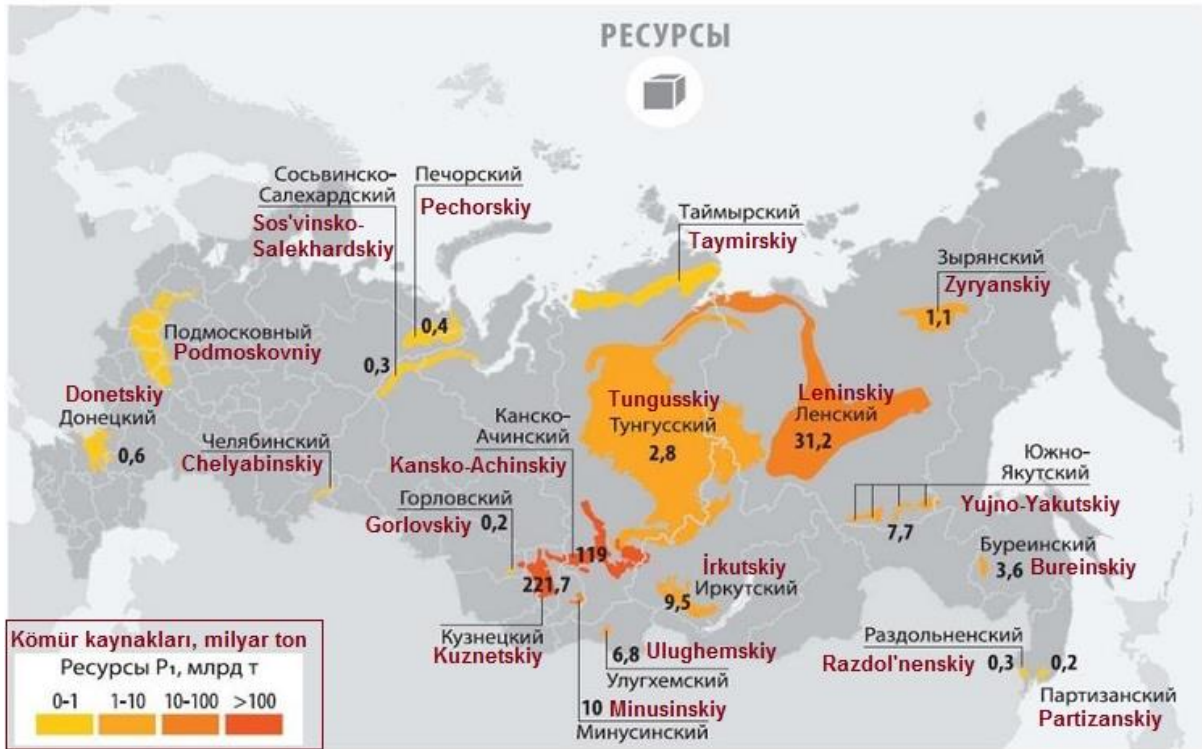 РЕСУРСЫ
Сосьвинско-
Салехардский
Sos'vinsko-
Salekhardskiy
0,3
Печорский
Pechorskiy
0,4
Таймырский
Taymirskiy
Зырянский
Zyryanskiy
1,1
Подмосковный
Podmoskovniy
Donetskiy
Донецкий
0,6
Челябинский
Chelyabinskiy
Канско-
Ачинский
Kansko-Achinskiy
119
Tungusskiy
Тунгусский
2,8
Leninskiy
Ленский
31,2
Горловский
Gorlovskiy
0,2
221,7
Кузнецкий
Kuznetskiy
İrkutskiy
Иркутский
9,5
Южно-
Якутский
Yujno-Yakutskiy
7,7
Буреинский
3,6 Bureinskiy
6,8 Ulughemskiy
Улугхемский
10 Minusinskiy
Минусинский
Раздольненский
Razdol'nenskiy
0,3
0,2
Партизанский
Partizanskiy
Kömür kaynakları, milyar ton
Ресурсы P₁, млрд т
0-1 1-10 10-100 >100